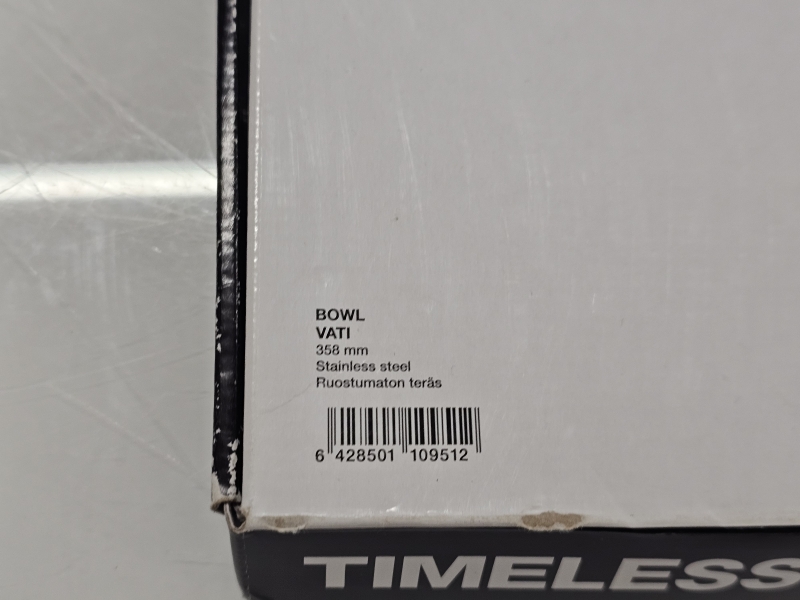 BOWL
VATI
358 mm
Stainless steel
Ruostumaton teräs
6 428501 109512
TIMELESS